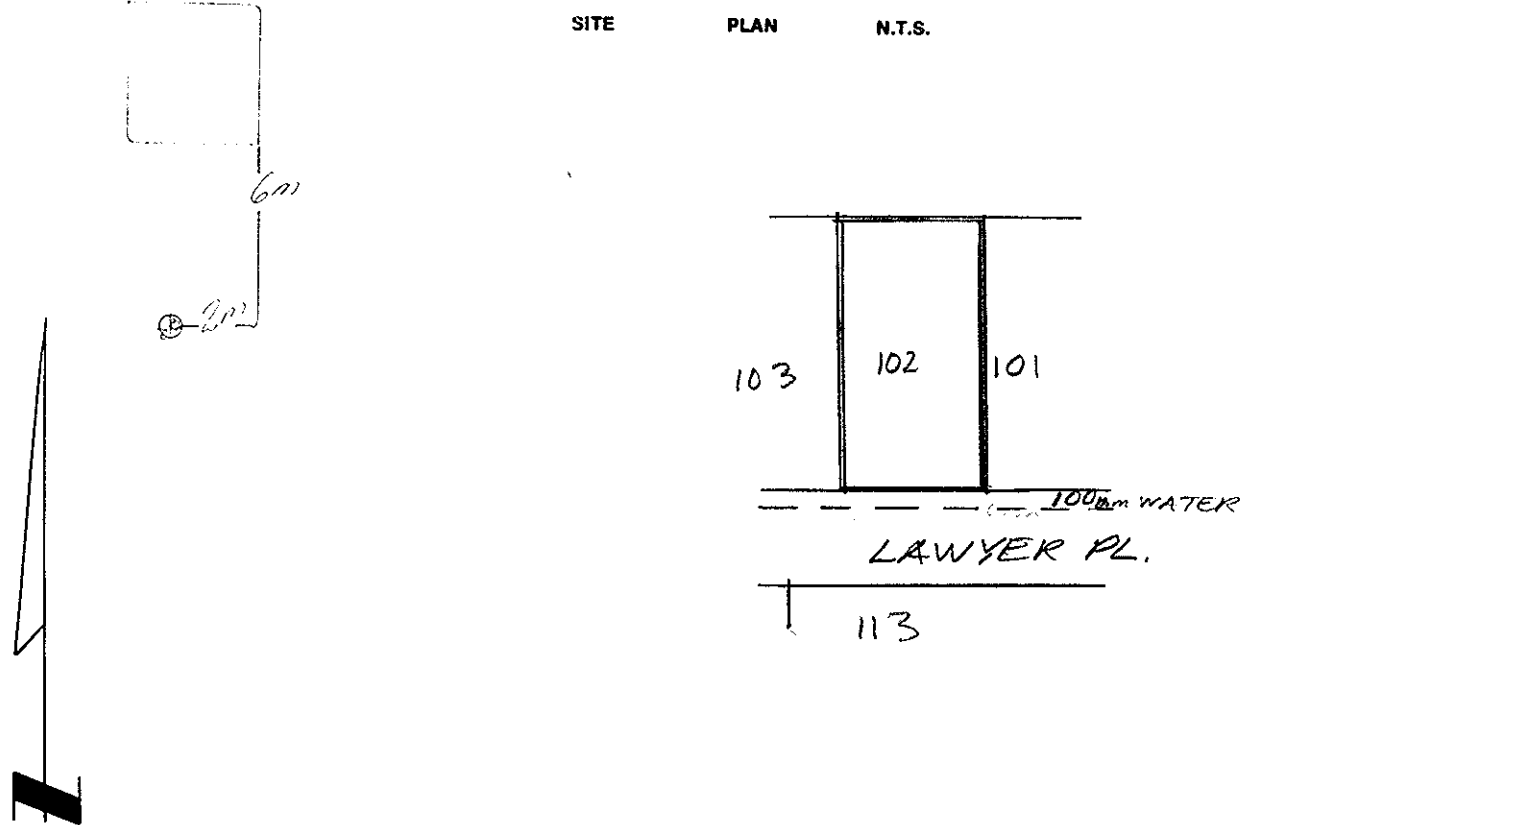 SITE PLAN N.T.S.
6m
2m
103 102 101
100mm WATER
LAWYER PL.
113
N